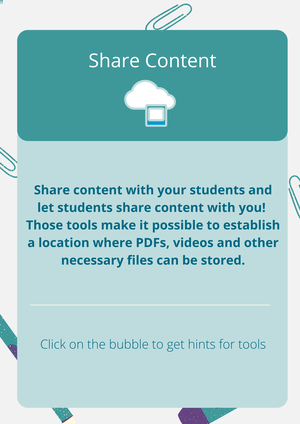 Share Content
Share content with your students and
let students share content with you!
Those tools make it possible to establish
a location where PDFs, videos and other
necessary files can be stored.
Click on the bubble to get hints for tools